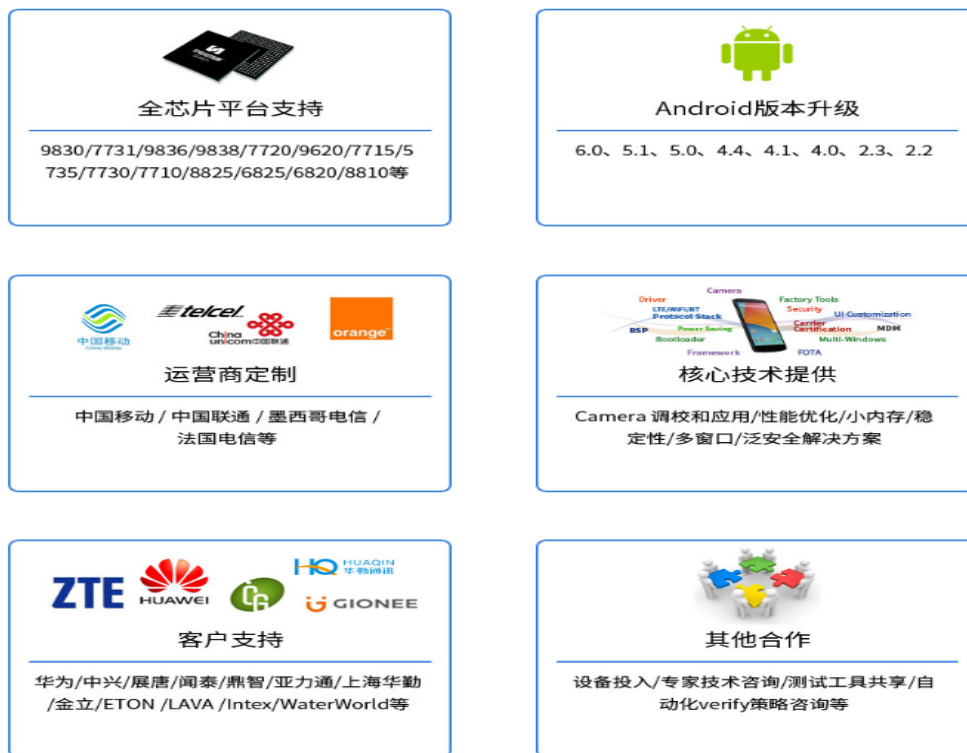 全芯片平台支持
9830/7731/9836/9838/7720/9620/7715/5
735/7730/7710/8825/6825/6820/8810等
Android版本升级
6.0、5.1、5.0、4.4、4.1、4.0、2.3、2.2
中国移动
China Mobile
telcel
China
unicom中国联通
orange
运营商定制
中国移动 / 中国联通 / 墨西哥电信 /
法国电信等
Camera
Driver
Factory Tools
LTE/WiFi/BT
Security
Protocol Stack
UI Customization
BSP
Power Saving
Carrier
Certification
MDM
Bootloader
Multi-Windows
Framework
FOTA
核心技术提供
Camera 调校和应用/性能优化/小内存/稳
定性/多窗口/泛安全解决方案
ZTE
HUAWEI
HQ HUAQIN
华勤通讯
GIONEE
客户支持
华为/中兴/展唐/闻泰/鼎智/亚力通/上海华勤
/金立/ETON /LAVA /Intex/WaterWorld等
其他合作
设备投入/专家技术咨询/测试工具共享/自
动化verify策略咨询等